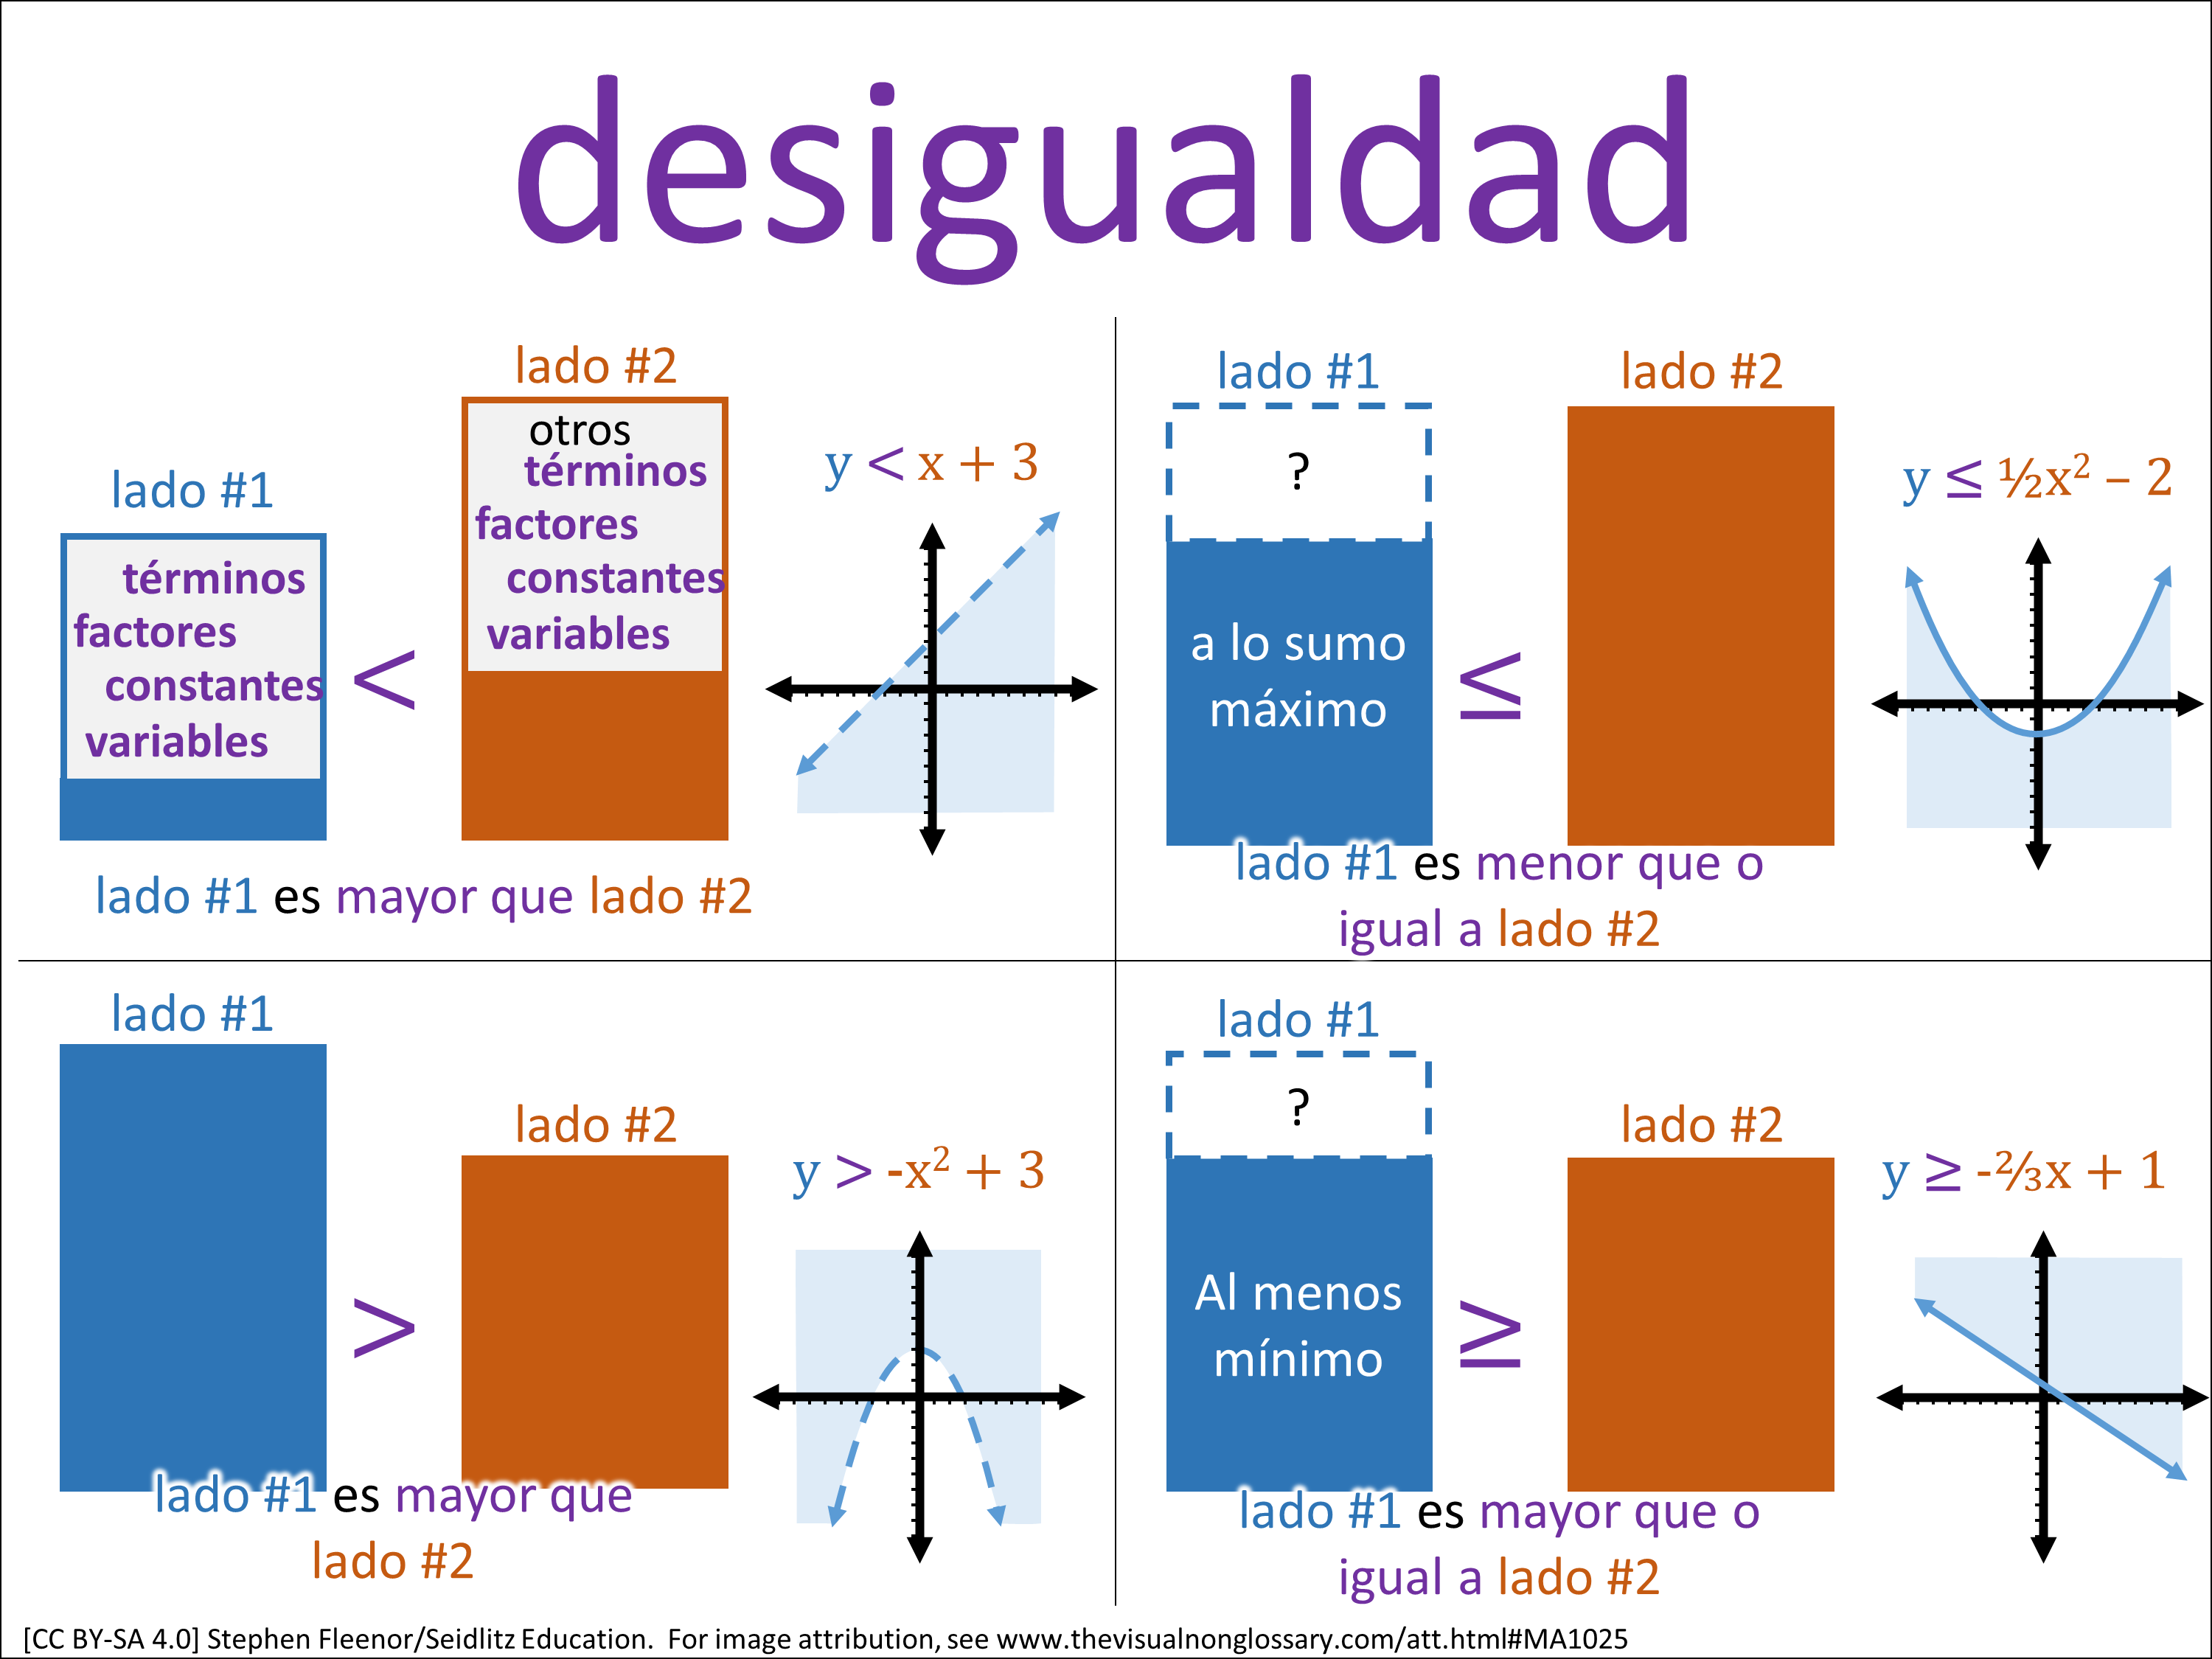 desigualdad
lado #1
términos
factores
constantes
variables
<
lado #2
otros
términos
factores
constantes
variables
y < x + 3
lado #1 es mayor que lado #2
lado #1
?
a lo sumo
máximo
≤
lado #2
y ≤ ½x² – 2
lado #1 es menor que o
igual a lado #2
lado #1
>
lado #2
y > -x² + 3
lado #1 es mayor que
lado #2
lado #1
?
Al menos
mínimo
≥
lado #2
y ≥ -⅔x + 1
lado #1 es mayor que o
igual a lado #2
[CC BY-SA 4.0] Stephen Fleenor/Seidlitz Education.  For image attribution, see www.thevisualnonglossary.com/att.html#MA1025